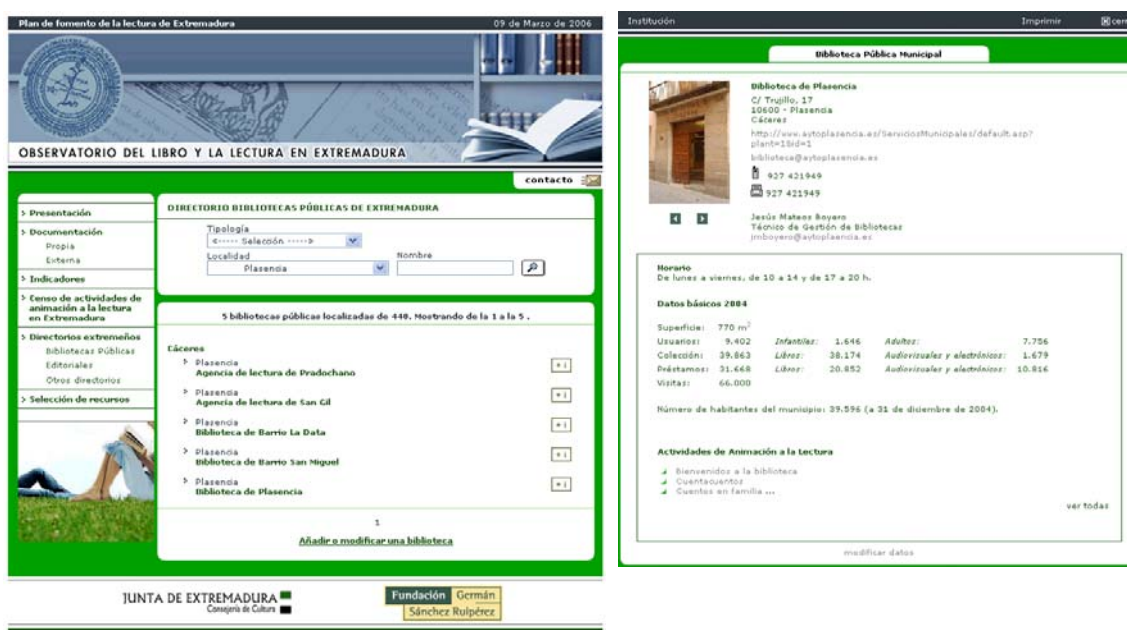 Plan de fomento de la lectura de Extremadura
09 de Marzo de 2006
OBSERVATORIO DEL LIBRO Y LA LECTURA EN EXTREMADURA
contacto
› Presentación
› Documentación
Propia
Externa
› Indicadores
› Censo de actividades de
animación a la lectura
en Extremadura
› Directorios extremeños
Bibliotecas Públicas
Editoriales
Otros directorios
› Selección de recursos
DIRECTORIO BIBLIOTECAS PÚBLICAS DE EXTREMADURA
Tipología
<----- Selección ----->
Localidad Nombre
Plasencia
5 bibliotecas públicas localizadas de 440. Mostrando de la 1 a la 5 .
Cáceres
› Plasencia
Agencia de lectura de Pradochano
+ i
› Plasencia
Agencia de lectura de San Gil
+ i
› Plasencia
Biblioteca de Barrio La Data
+ i
› Plasencia
Biblioteca de Barrio San Miguel
+ i
› Plasencia
Biblioteca de Plasencia
+ i
1
Añadir o modificar una biblioteca
JUNTA DE EXTREMADURA
Consejería de Cultura
Fundación Germán
Sánchez Ruipérez
Institución Imprimir cerr
Biblioteca Pública Municipal
Biblioteca de Plasencia
C/ Trujillo, 17
10600 - Plasencia
Cáceres
http://www.aytoplasencia.es/ServiciosMunicipales/default.asp?
plant=1&id=1
biblioteca@aytoplasencia.es
927 421949
927 421949
Jesús Mateos Boyero
Técnico de Gestión de Bibliotecas
jmboyero@aytoplaencia.es
Horario
De lunes a viernes, de 10 a 14 y de 17 a 20 h.
Datos básicos 2004
Superficie: 770 m²
Usuarios: 9.402 Infantiles: 1.646 Adultos: 7.756
Colección: 39.863 Libros: 38.174 Audiovisuales y electrónicos: 1.679
Préstamos: 31.668 Libros: 20.852 Audiovisuales y electrónicos: 10.816
Visitas: 66.000
Número de habitantes del municipio: 39.596 (a 31 de diciembre de 2004).
Actividades de Animación a la Lectura
Bienvenidos a la biblioteca
Cuentacuentos
Cuentos en familia ...
ver todas
modificar datos